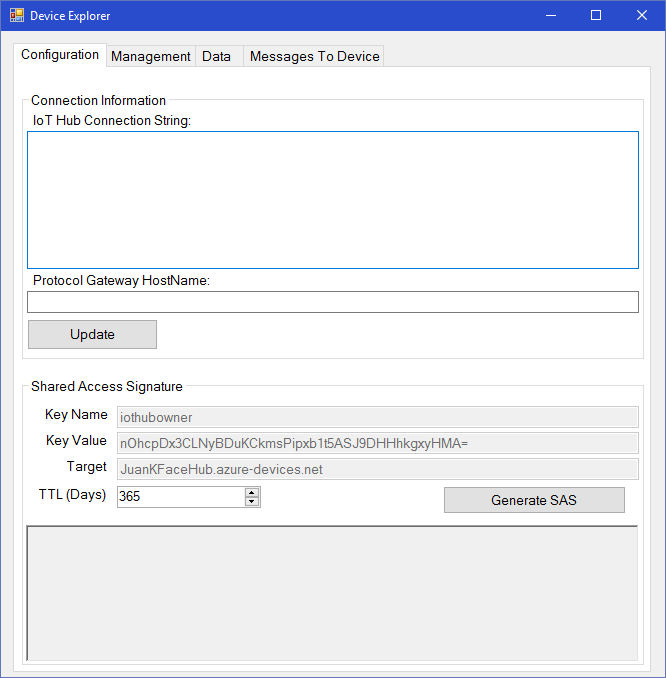 Device Explorer
Configuration Management Data Messages To Device
Connection Information
IoT Hub Connection String:
Protocol Gateway HostName:
Update
Shared Access Signature
Key Name iothubowner
Key Value nOhcpDx3CLNyBDuKCkmsPipxb1t5ASJ9DHHhkgxyHMA=
Target JuanKFaceHub.azure-devices.net
TTL (Days) 365 Generate SAS